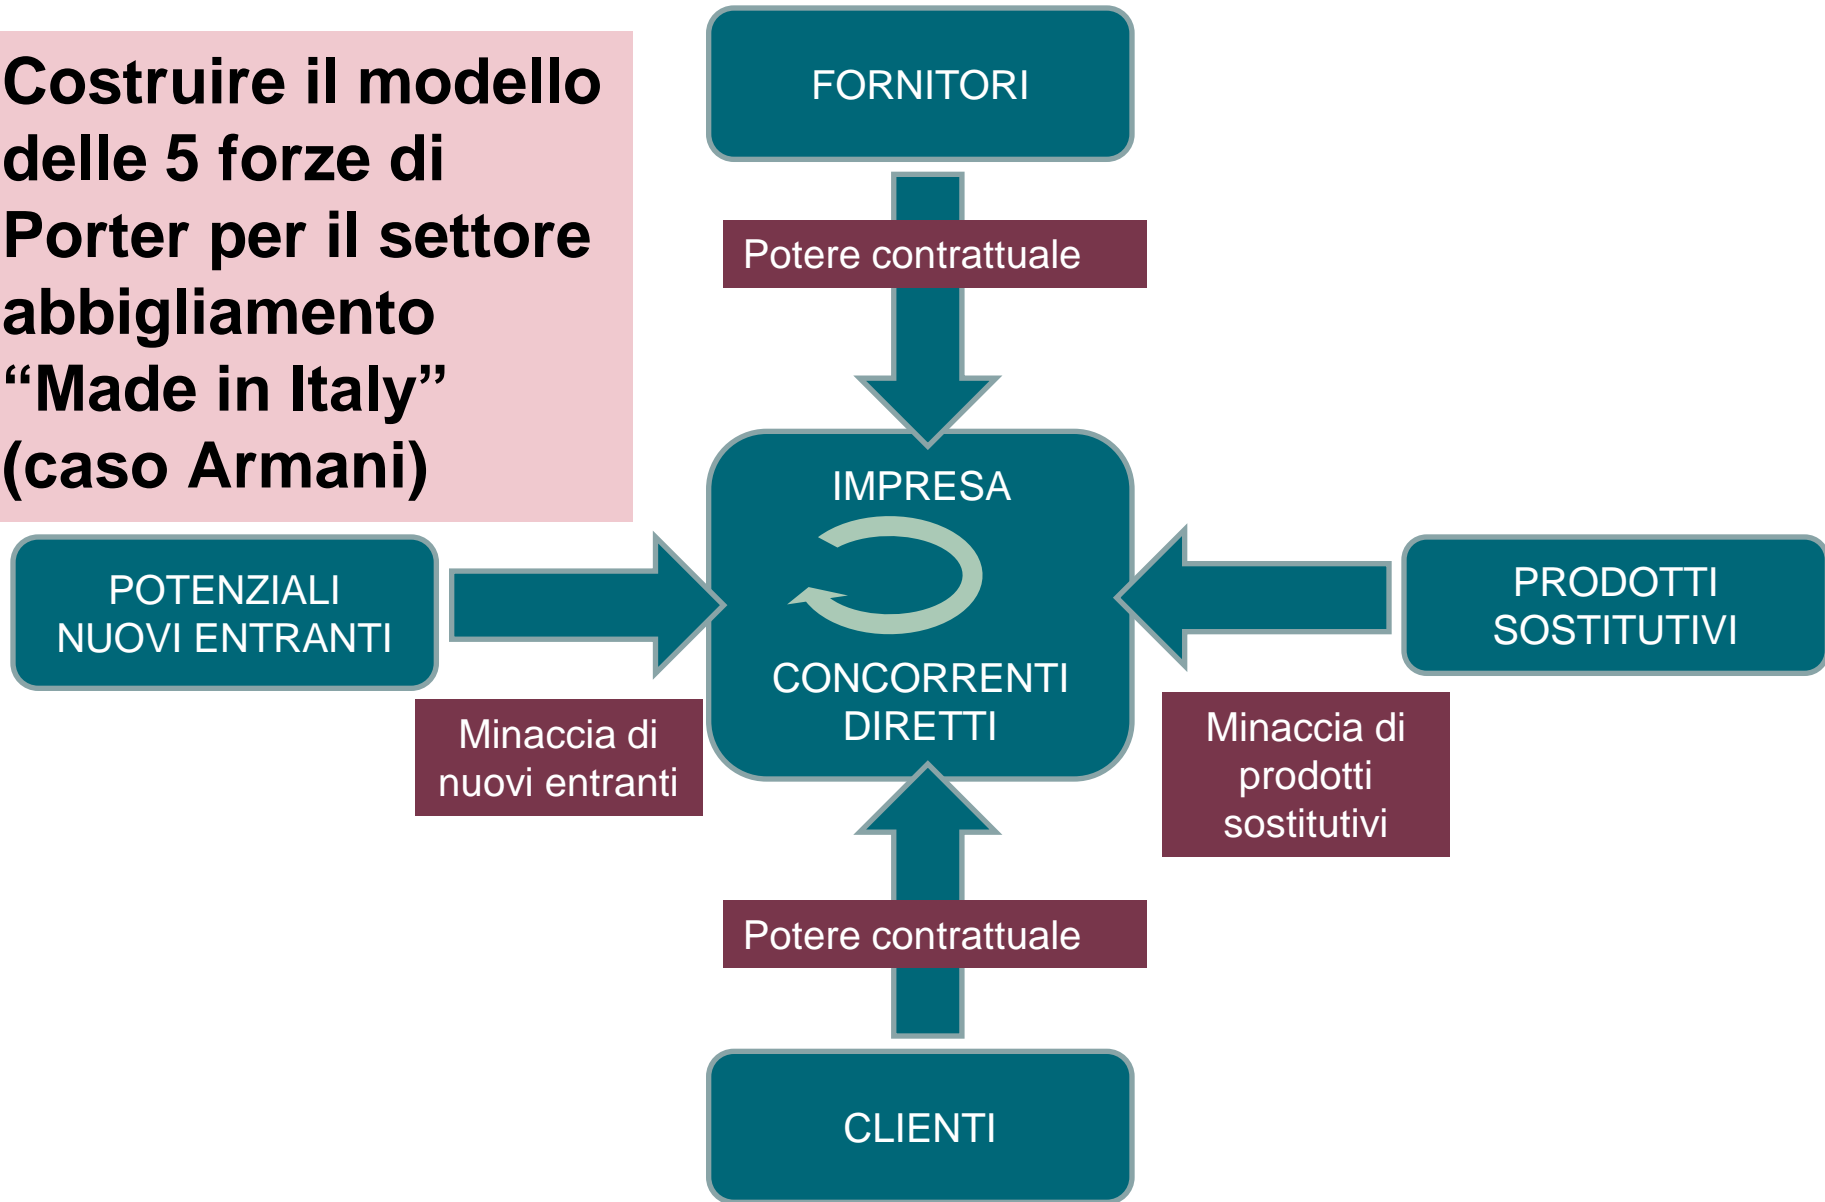 Costruire il modello
delle 5 forze di
Porter per il settore
abbigliamento
“Made in Italy”
(caso Armani)
FORNITORI
Potere contrattuale
IMPRESA
CONCORRENTI
DIRETTI
POTENZIALI
NUOVI ENTRANTI
Minaccia di
nuovi entranti
PRODOTTI
SOSTITUTIVI
Minaccia di
prodotti
sostitutivi
Potere contrattuale
CLIENTI